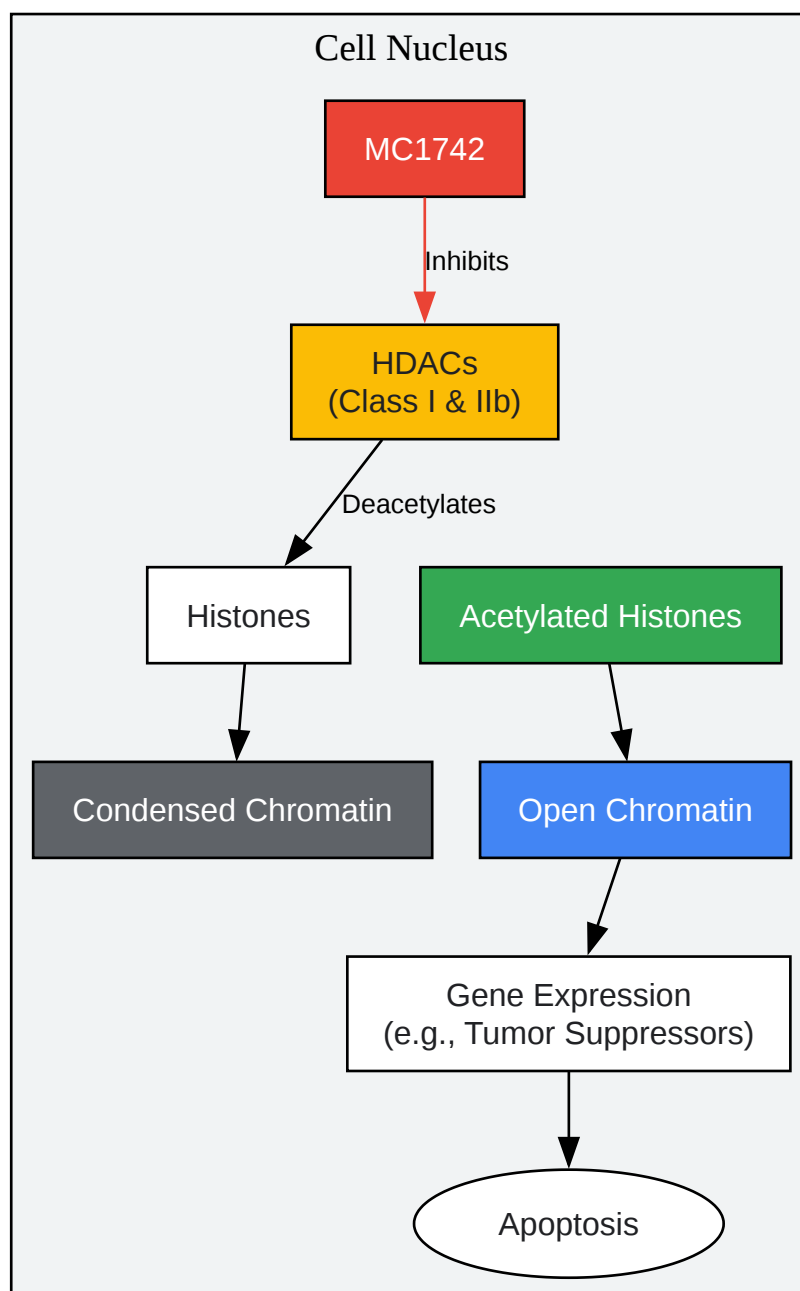 Cell Nucleus
MC1742
Inhibits
HDACs
(Class I & IIb)
Deacetylates
Histones
Acetylated Histones
Condensed Chromatin
Open Chromatin
Gene Expression
(e.g., Tumor Suppressors)
Apoptosis